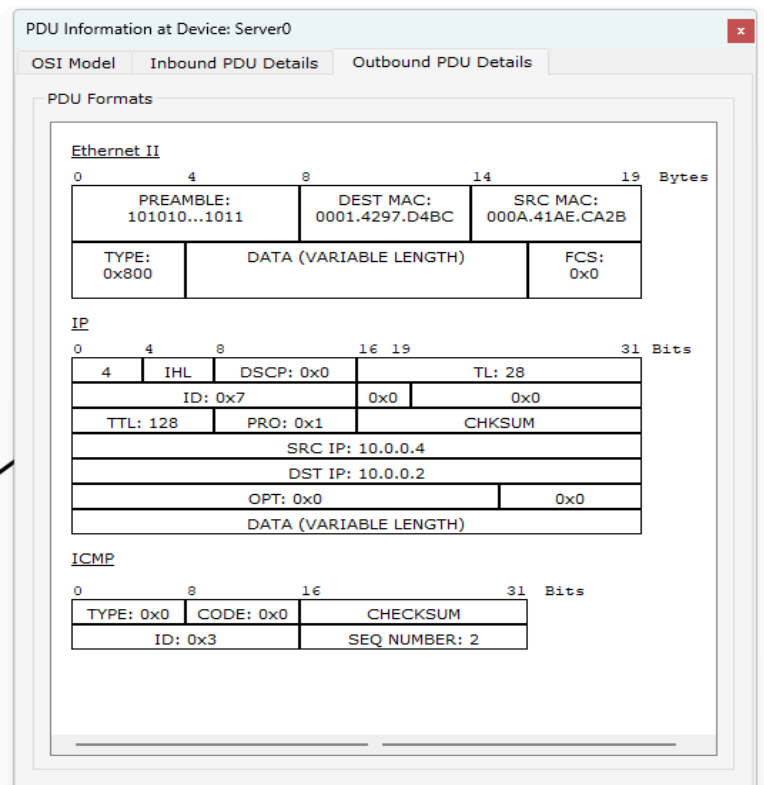 PDU Information at Device: Server0
x
OSI Model Inbound PDU Details Outbound PDU Details
PDU Formats
Ethernet II
0 4 8 14 19 Bytes
PREAMBLE: DEST MAC: SRC MAC:
101010...1011 0001.4297.D4BC 000A.41AE.CA2B
TYPE: DATA (VARIABLE LENGTH) FCS:
0x800 0x0
IP
0 4 8 16 19 31 Bits
4 IHL DSCP: 0x0 TL: 28
ID: 0x7 0x0 0x0
TTL: 128 PRO: 0x1 CHKSUM
SRC IP: 10.0.0.4
DST IP: 10.0.0.2
OPT: 0x0 0x0
DATA (VARIABLE LENGTH)
ICMP
0 8 16 31 Bits
TYPE: 0x0 CODE: 0x0 CHECKSUM
ID: 0x3 SEQ NUMBER: 2